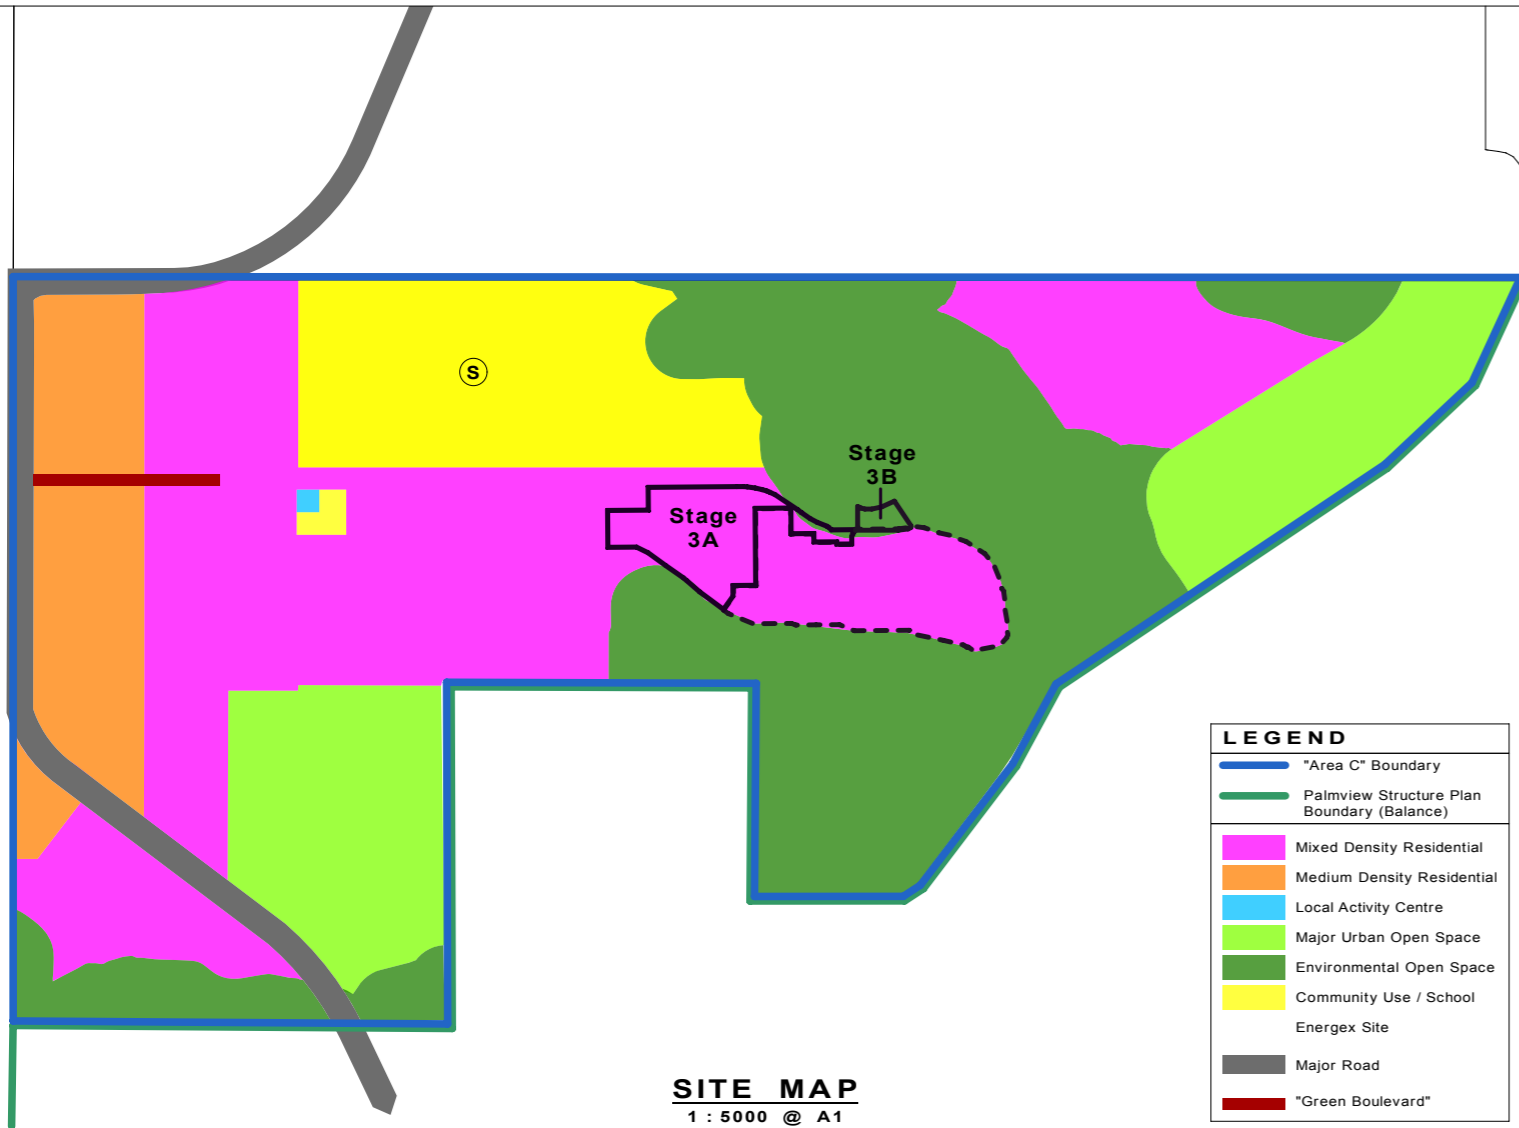 S
Stage
3B
Stage
3A
LEGEND
"Area C" Boundary
Palmview Structure Plan
Boundary (Balance)
Mixed Density Residential
Medium Density Residential
Local Activity Centre
Major Urban Open Space
Environmental Open Space
Community Use / School
Energex Site
Major Road
"Green Boulevard"
SITE MAP
1 : 5000 @ A1